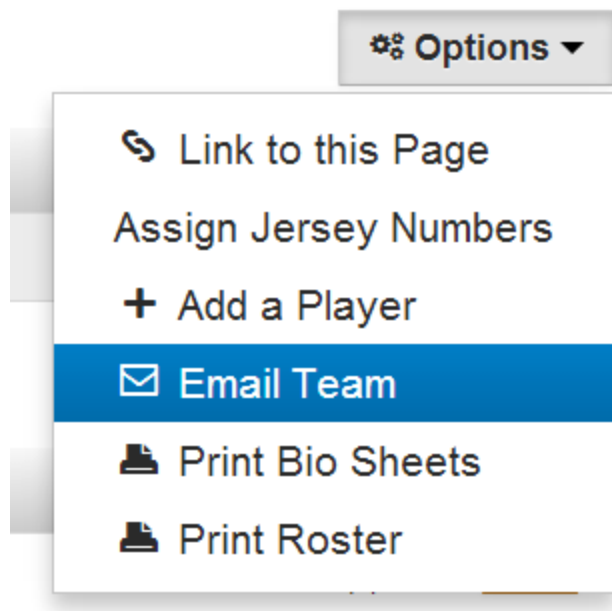 Options
Link to this Page
Assign Jersey Numbers
Add a Player
Email Team
Print Bio Sheets
Print Roster